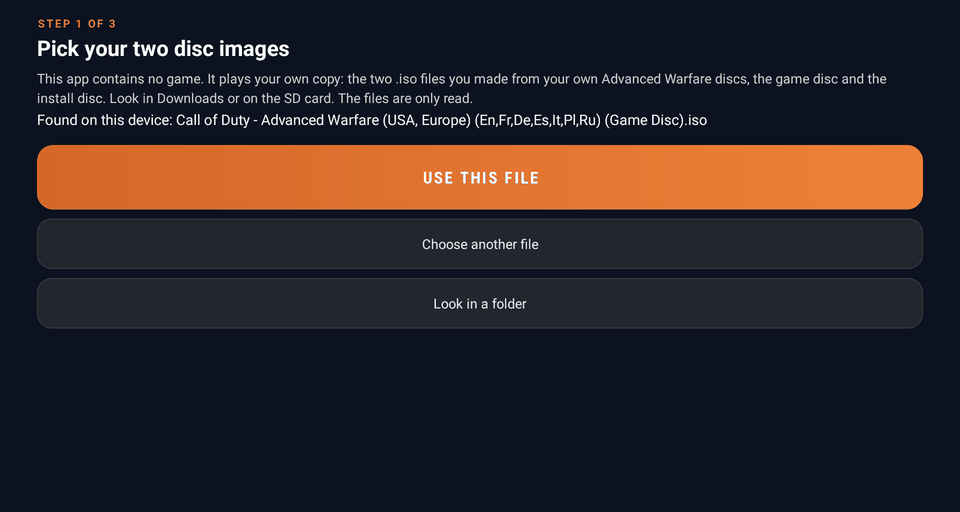 STEP 1 OF 3
Pick your two disc images
This app contains no game. It plays your own copy: the two .iso files you made from your own Advanced Warfare discs, the game disc and the
install disc. Look in Downloads or on the SD card. The files are only read.
Found on this device: Call of Duty - Advanced Warfare (USA, Europe) (En,Fr,De,Es,It,Pl,Ru) (Game Disc).iso
USE THIS FILE
Choose another file
Look in a folder